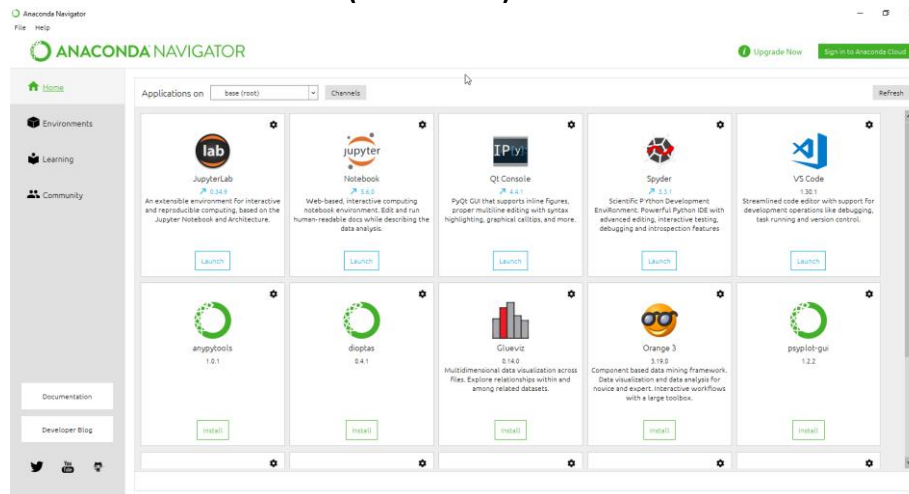 Anaconda Navigator
File Help
ANACONDA NAVIGATOR
Upgrade Now
Sign in to Anaconda Cloud
Home
Environments
Learning
Community
Documentation
Developer Blog
You Tube
Applications on
base (root)
Channels
Refresh
lab
JupyterLab
0.34.9
An extensible environment for interactive
and reproducible computing, based on the
Jupyter Notebook and Architecture.
Launch
jupyter
Notebook
5.6.0
Web-based, interactive computing
notebook environment. Edit and run
human-readable docs while describing the
data analysis.
Launch
IP[y]
Qt Console
4.4.1
PyQt GUI that supports inline figures,
proper multiline editing with syntax
highlighting, graphical calltips, and more.
Launch
Spyder
3.3.1
Scientific PYthon Development
EnviRonment. Powerful Python IDE with
advanced editing, interactive testing,
debugging and introspection features
Launch
VS Code
1.30.1
Streamlined code editor with support for
development operations like debugging,
task running and version control.
Launch
anypytools
1.0.1
Install
dioptas
0.4.1
Install
Glueviz
0.14.0
Multidimensional data visualization across
files. Explore relationships within and
among related datasets.
Install
Orange 3
3.19.0
Component based data mining framework.
Data visualization and data analysis for
novice and expert. Interactive workflows
with a large toolbox.
Install
psyplot-gui
1.2.2
Install